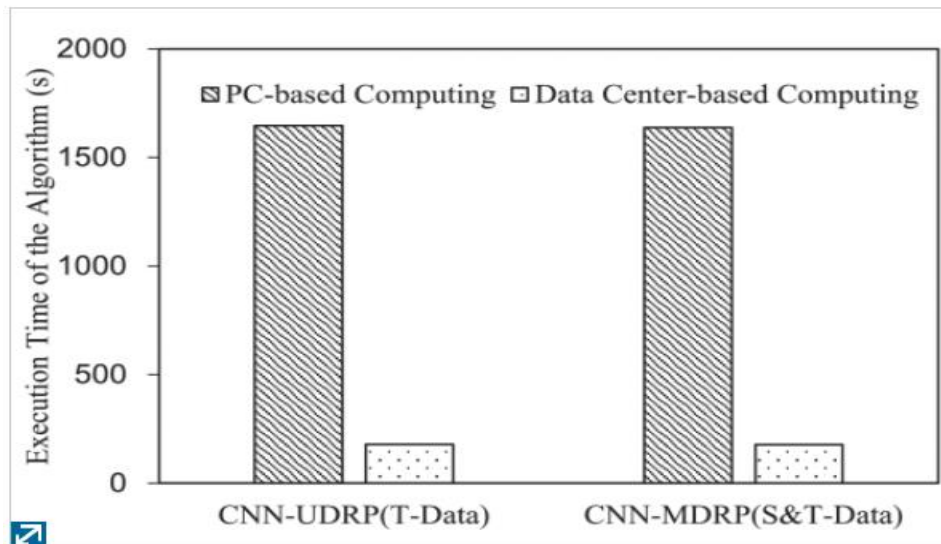 Execution Time of the Algorithm (s)
2000
1500
1000
500
0
PC-based Computing
Data Center-based Computing
CNN-UDRP(T-Data)
CNN-MDRP(S&T-Data)